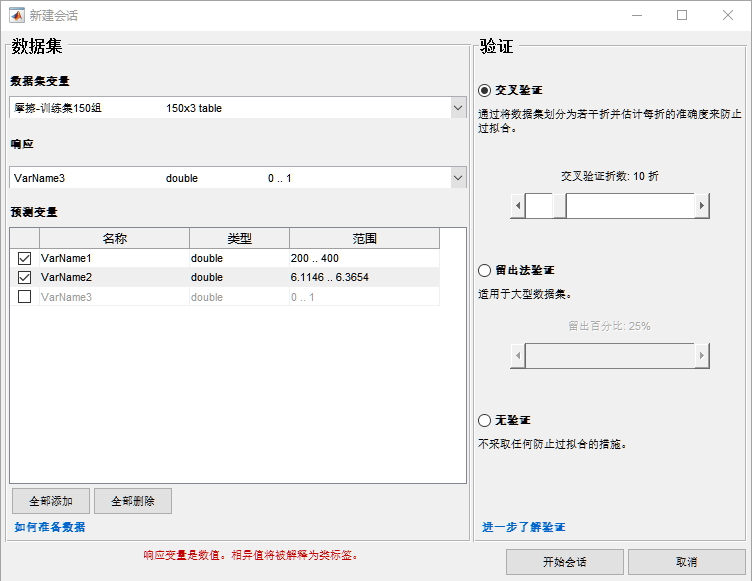 新建会话
数据集
数据集变量
摩擦-训练集150组 150x3 table
响应
VarName3 double 0 .. 1
预测变量
名称 类型 范围
VarName1 double 200 .. 400
VarName2 double 6.1146 .. 6.3654
VarName3 double 0 .. 1
全部添加 全部删除
如何准备数据
响应变量是数值。相异值将被解释为类标签。
验证
交叉验证
通过将数据集划分为若干折并估计每折的准确度来防止
过拟合。
交叉验证折数: 10 折
留出法验证
适用于大型数据集。
留出百分比: 25%
无验证
不采取任何防止过拟合的措施。
进一步了解验证
开始会话 取消